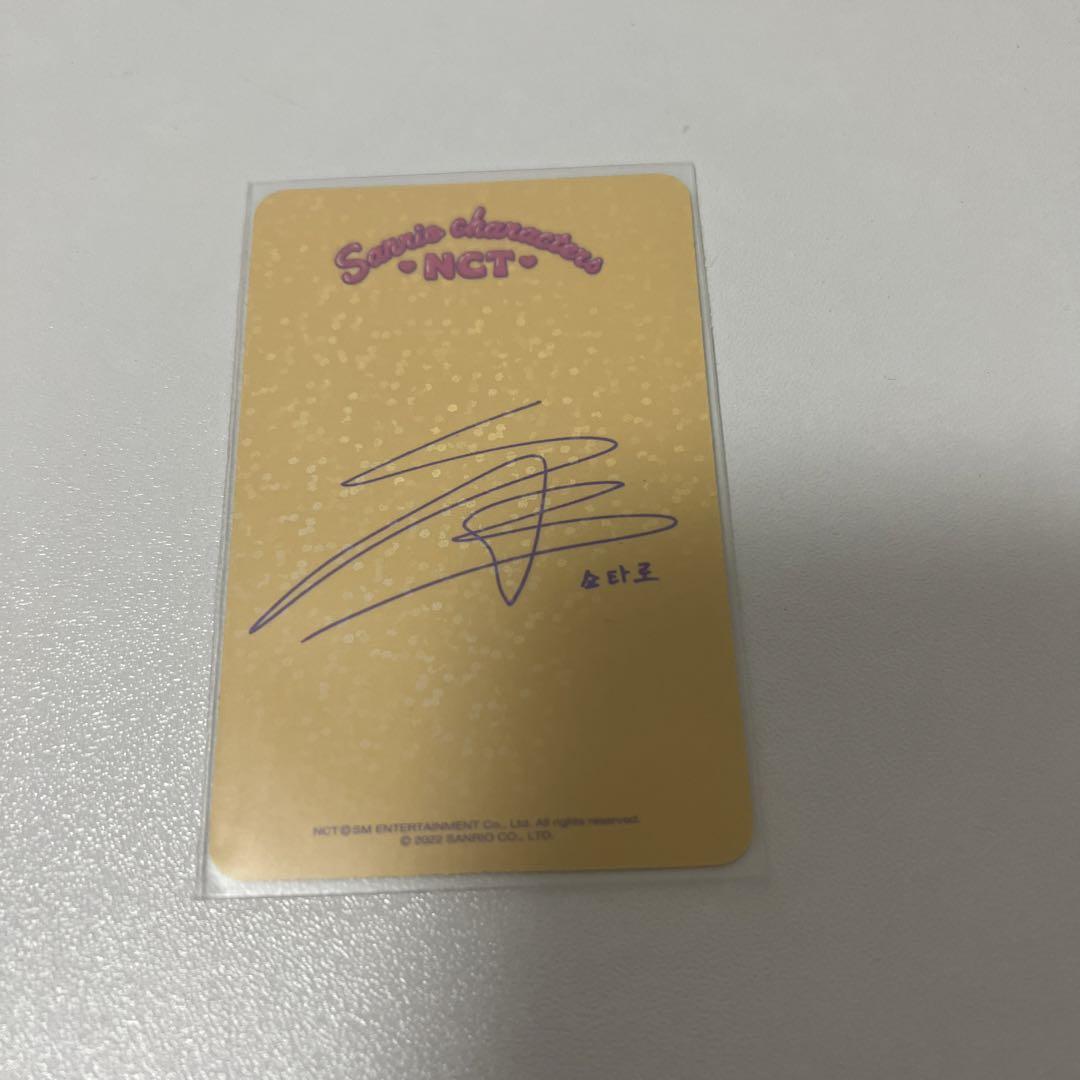 Sanrio characters
NCT
쇼타로
NCT©SM ENTERTAINMENT Co., Ltd. All rights reserved.
© 2022 SANRIO CO., LTD.